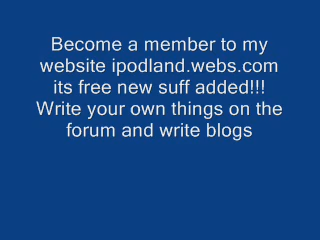 Become a member to my
website ipodland.webs.com
its free new suff added!!!
Write your own things on the
forum and write blogs